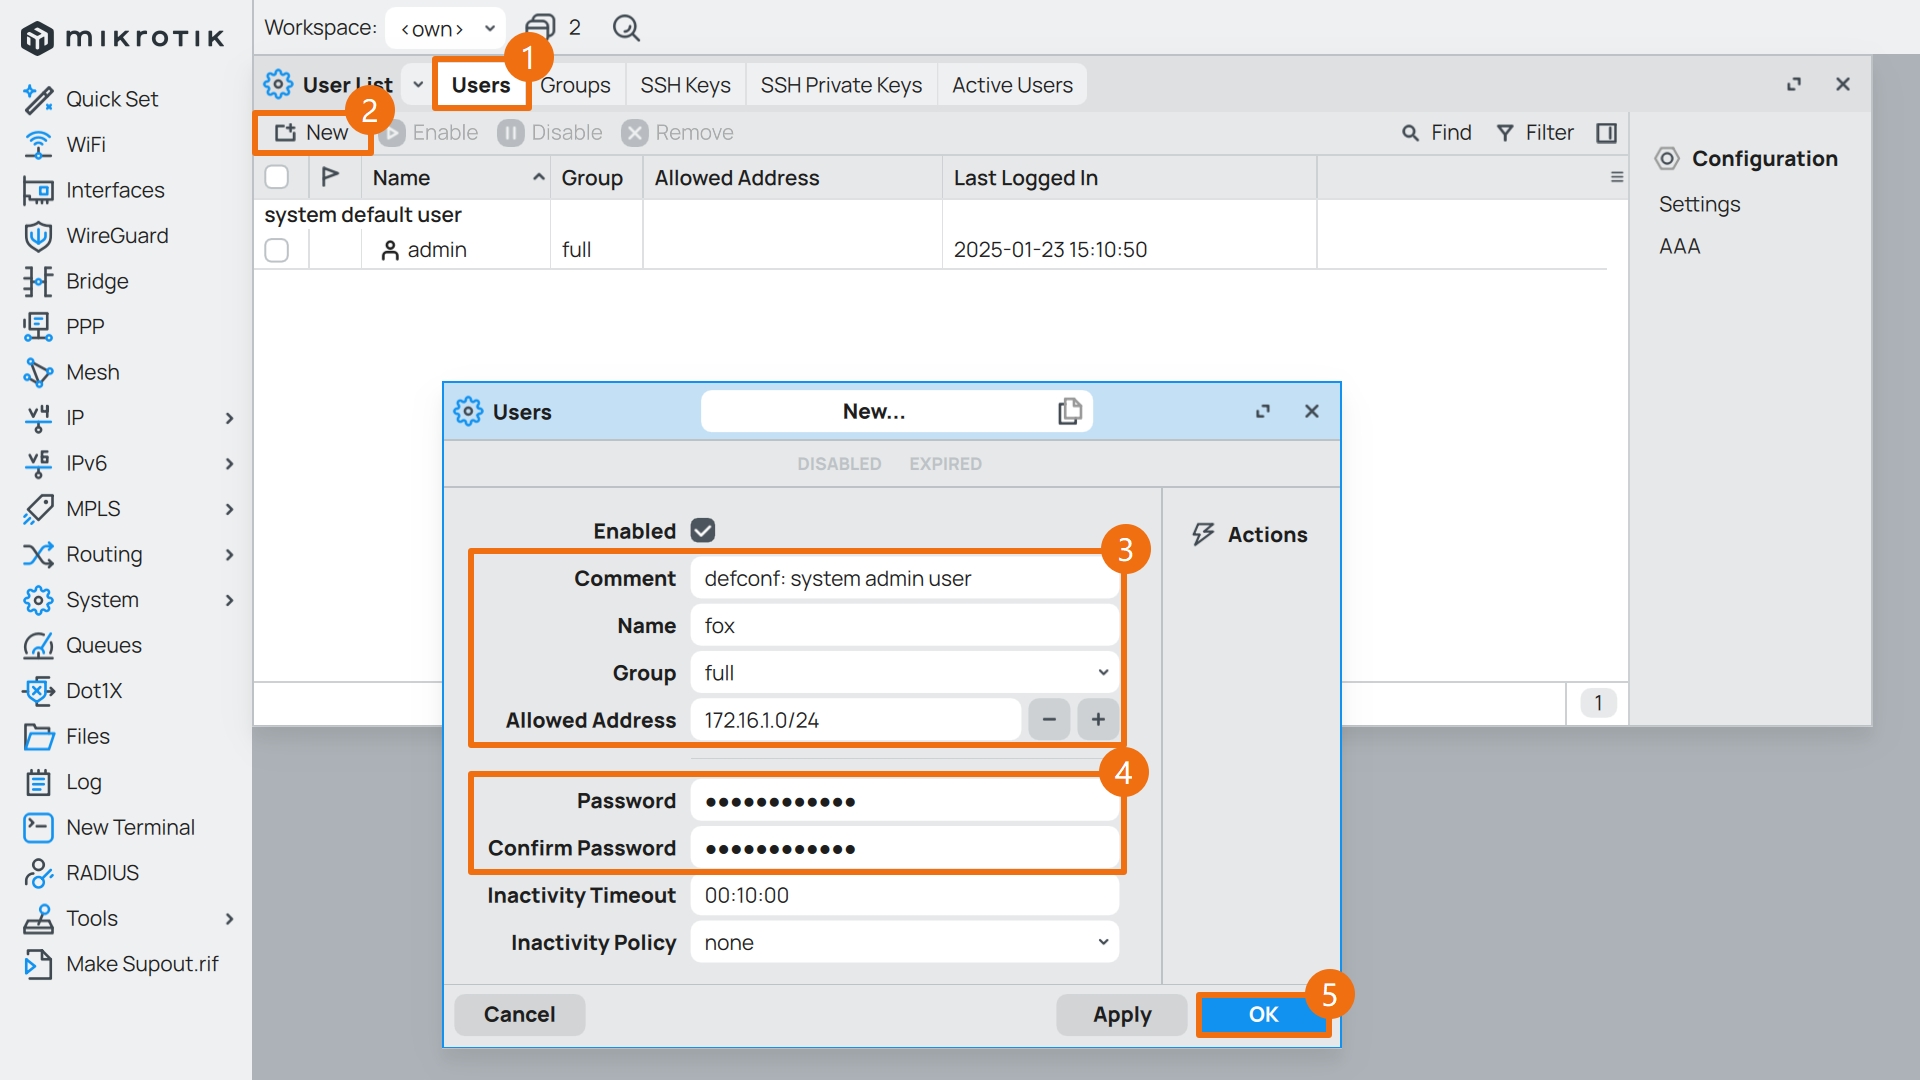 mikrotik
Workspace: <own> 2
Quick Set
WiFi
Interfaces
WireGuard
Bridge
PPP
Mesh
v4 IP
v6 IPv6
MPLS
Routing
System
Queues
Dot1X
Files
Log
New Terminal
RADIUS
Tools
Make Supout.rif
User List Users Groups SSH Keys SSH Private Keys Active Users
1
2
New Enable Disable Remove Find Filter
Name Group Allowed Address Last Logged In
system default user
admin full 2025-01-23 15:10:50
1
Configuration
Settings
AAA
Users New...
DISABLED EXPIRED
Enabled
3
Comment defconf: system admin user
Name fox
Group full
Allowed Address 172.16.1.0/24 − +
4
Password ••••••••••••
Confirm Password ••••••••••••
Inactivity Timeout 00:10:00
Inactivity Policy none
Actions
5
Cancel Apply OK